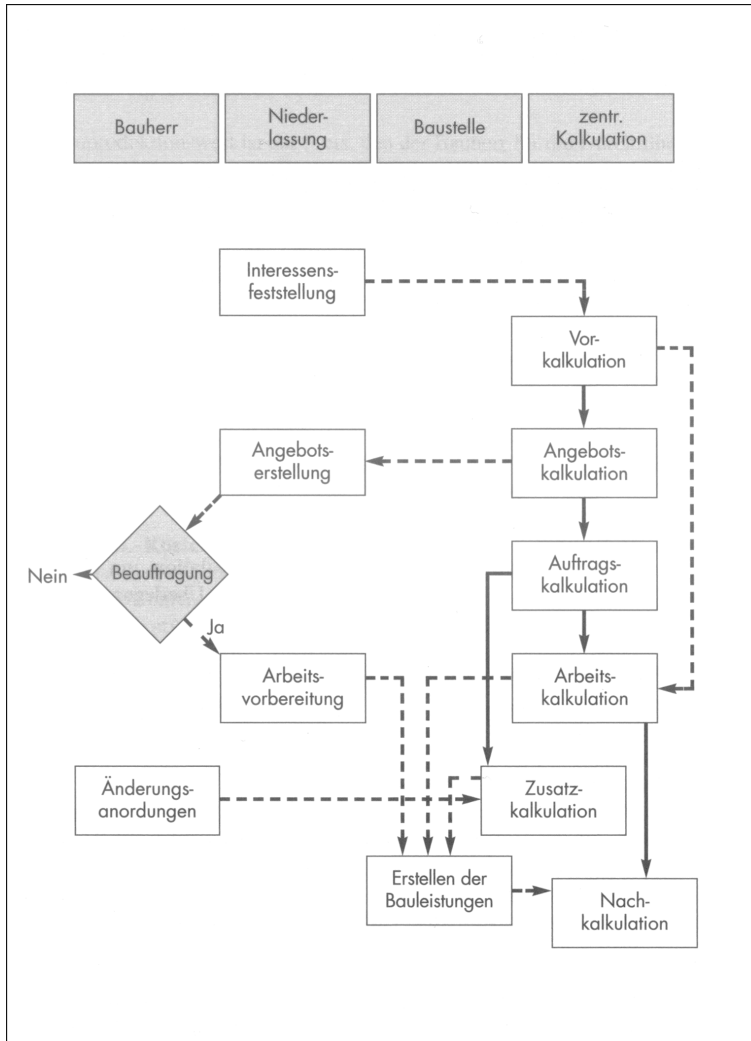 Bauherr
Nieder-
lassung
Baustelle
zentr.
Kalkulation
Interessens-
feststellung
Vor-
kalkulation
Angebots-
erstellung
Angebots-
kalkulation
Nein
Beauftragung
Auftrags-
kalkulation
Ja
Arbeits-
vorbereitung
Arbeits-
kalkulation
Änderungs-
anordungen
Zusatz-
kalkulation
Erstellen der
Bauleistungen
Nach-
kalkulation